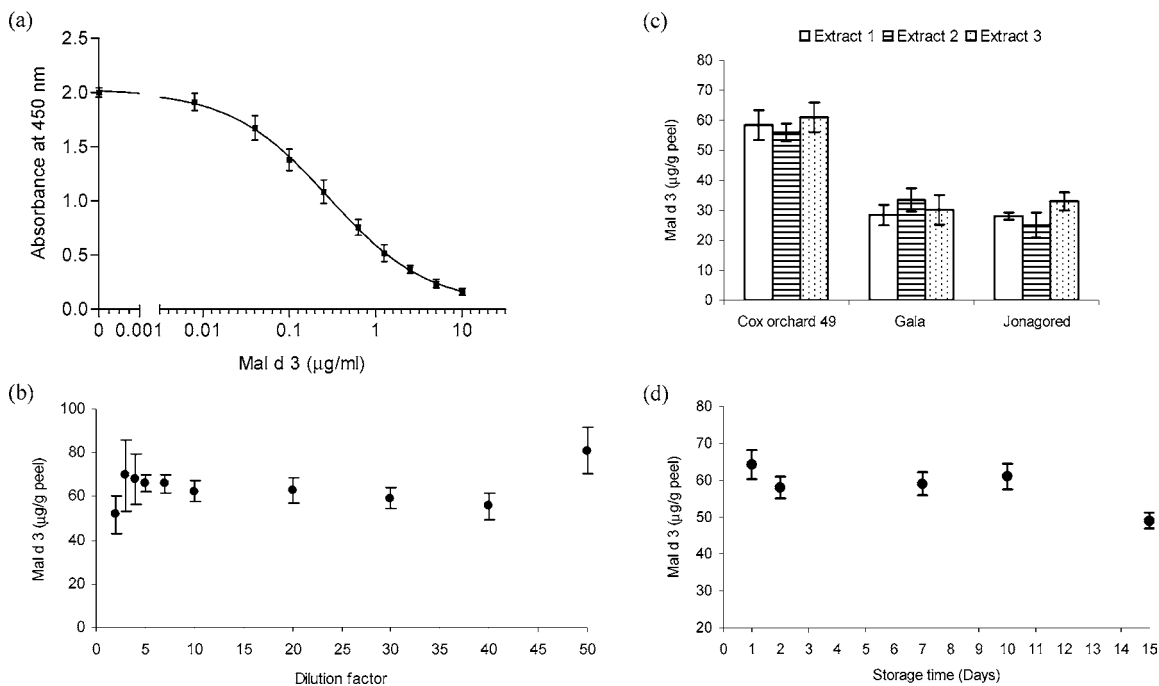 (a)
2.5
2.0
1.5
1.0
0.5
0.0
Absorbance at 450 nm
0 0.001 0.01 0.1 1 10
Mal d 3 (μg/ml)
(c)
Extract 1 Extract 2 Extract 3
80
70
60
50
40
30
20
10
0
Mal d 3 (μg/g peel)
Cox orchard 49 Gala Jonagored
(b)
100
80
60
40
20
0
Mal d 3 (μg/g peel)
0 5 10 15 20 25 30 35 40 45 50
Dilution factor
(d)
80
70
60
50
40
30
20
Mal d 3 (μg/g peel)
0 1 2 3 4 5 6 7 8 9 10 11 12 13 14 15
Storage time (Days)